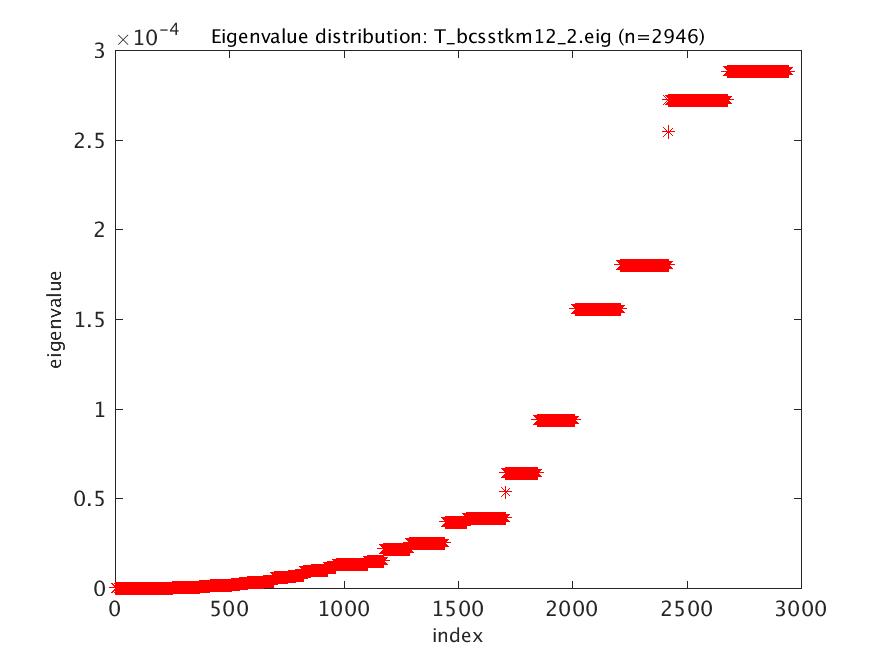 ×10⁻⁴
Eigenvalue distribution: T_bcsstkm12_2.eig (n=2946)
3
2.5
2
1.5
1
0.5
0
eigenvalue
0 500 1000 1500 2000 2500 3000
index